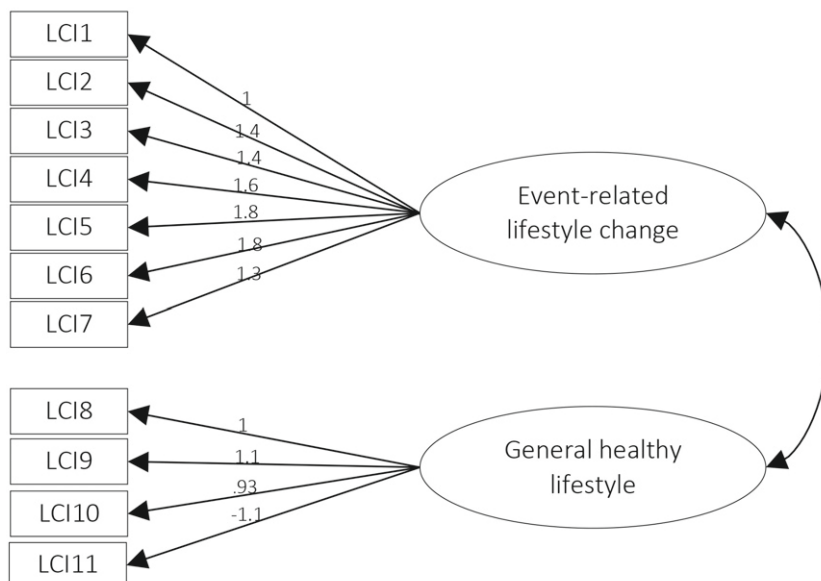 LCI1
LCI2
LCI3
LCI4
LCI5
LCI6
LCI7
1
1.4
1.4
1.6
1.8
1.8
1.3
Event-related
lifestyle change
LCI8
LCI9
LCI10
LCI11
1
1.1
.93
-1.1
General healthy
lifestyle